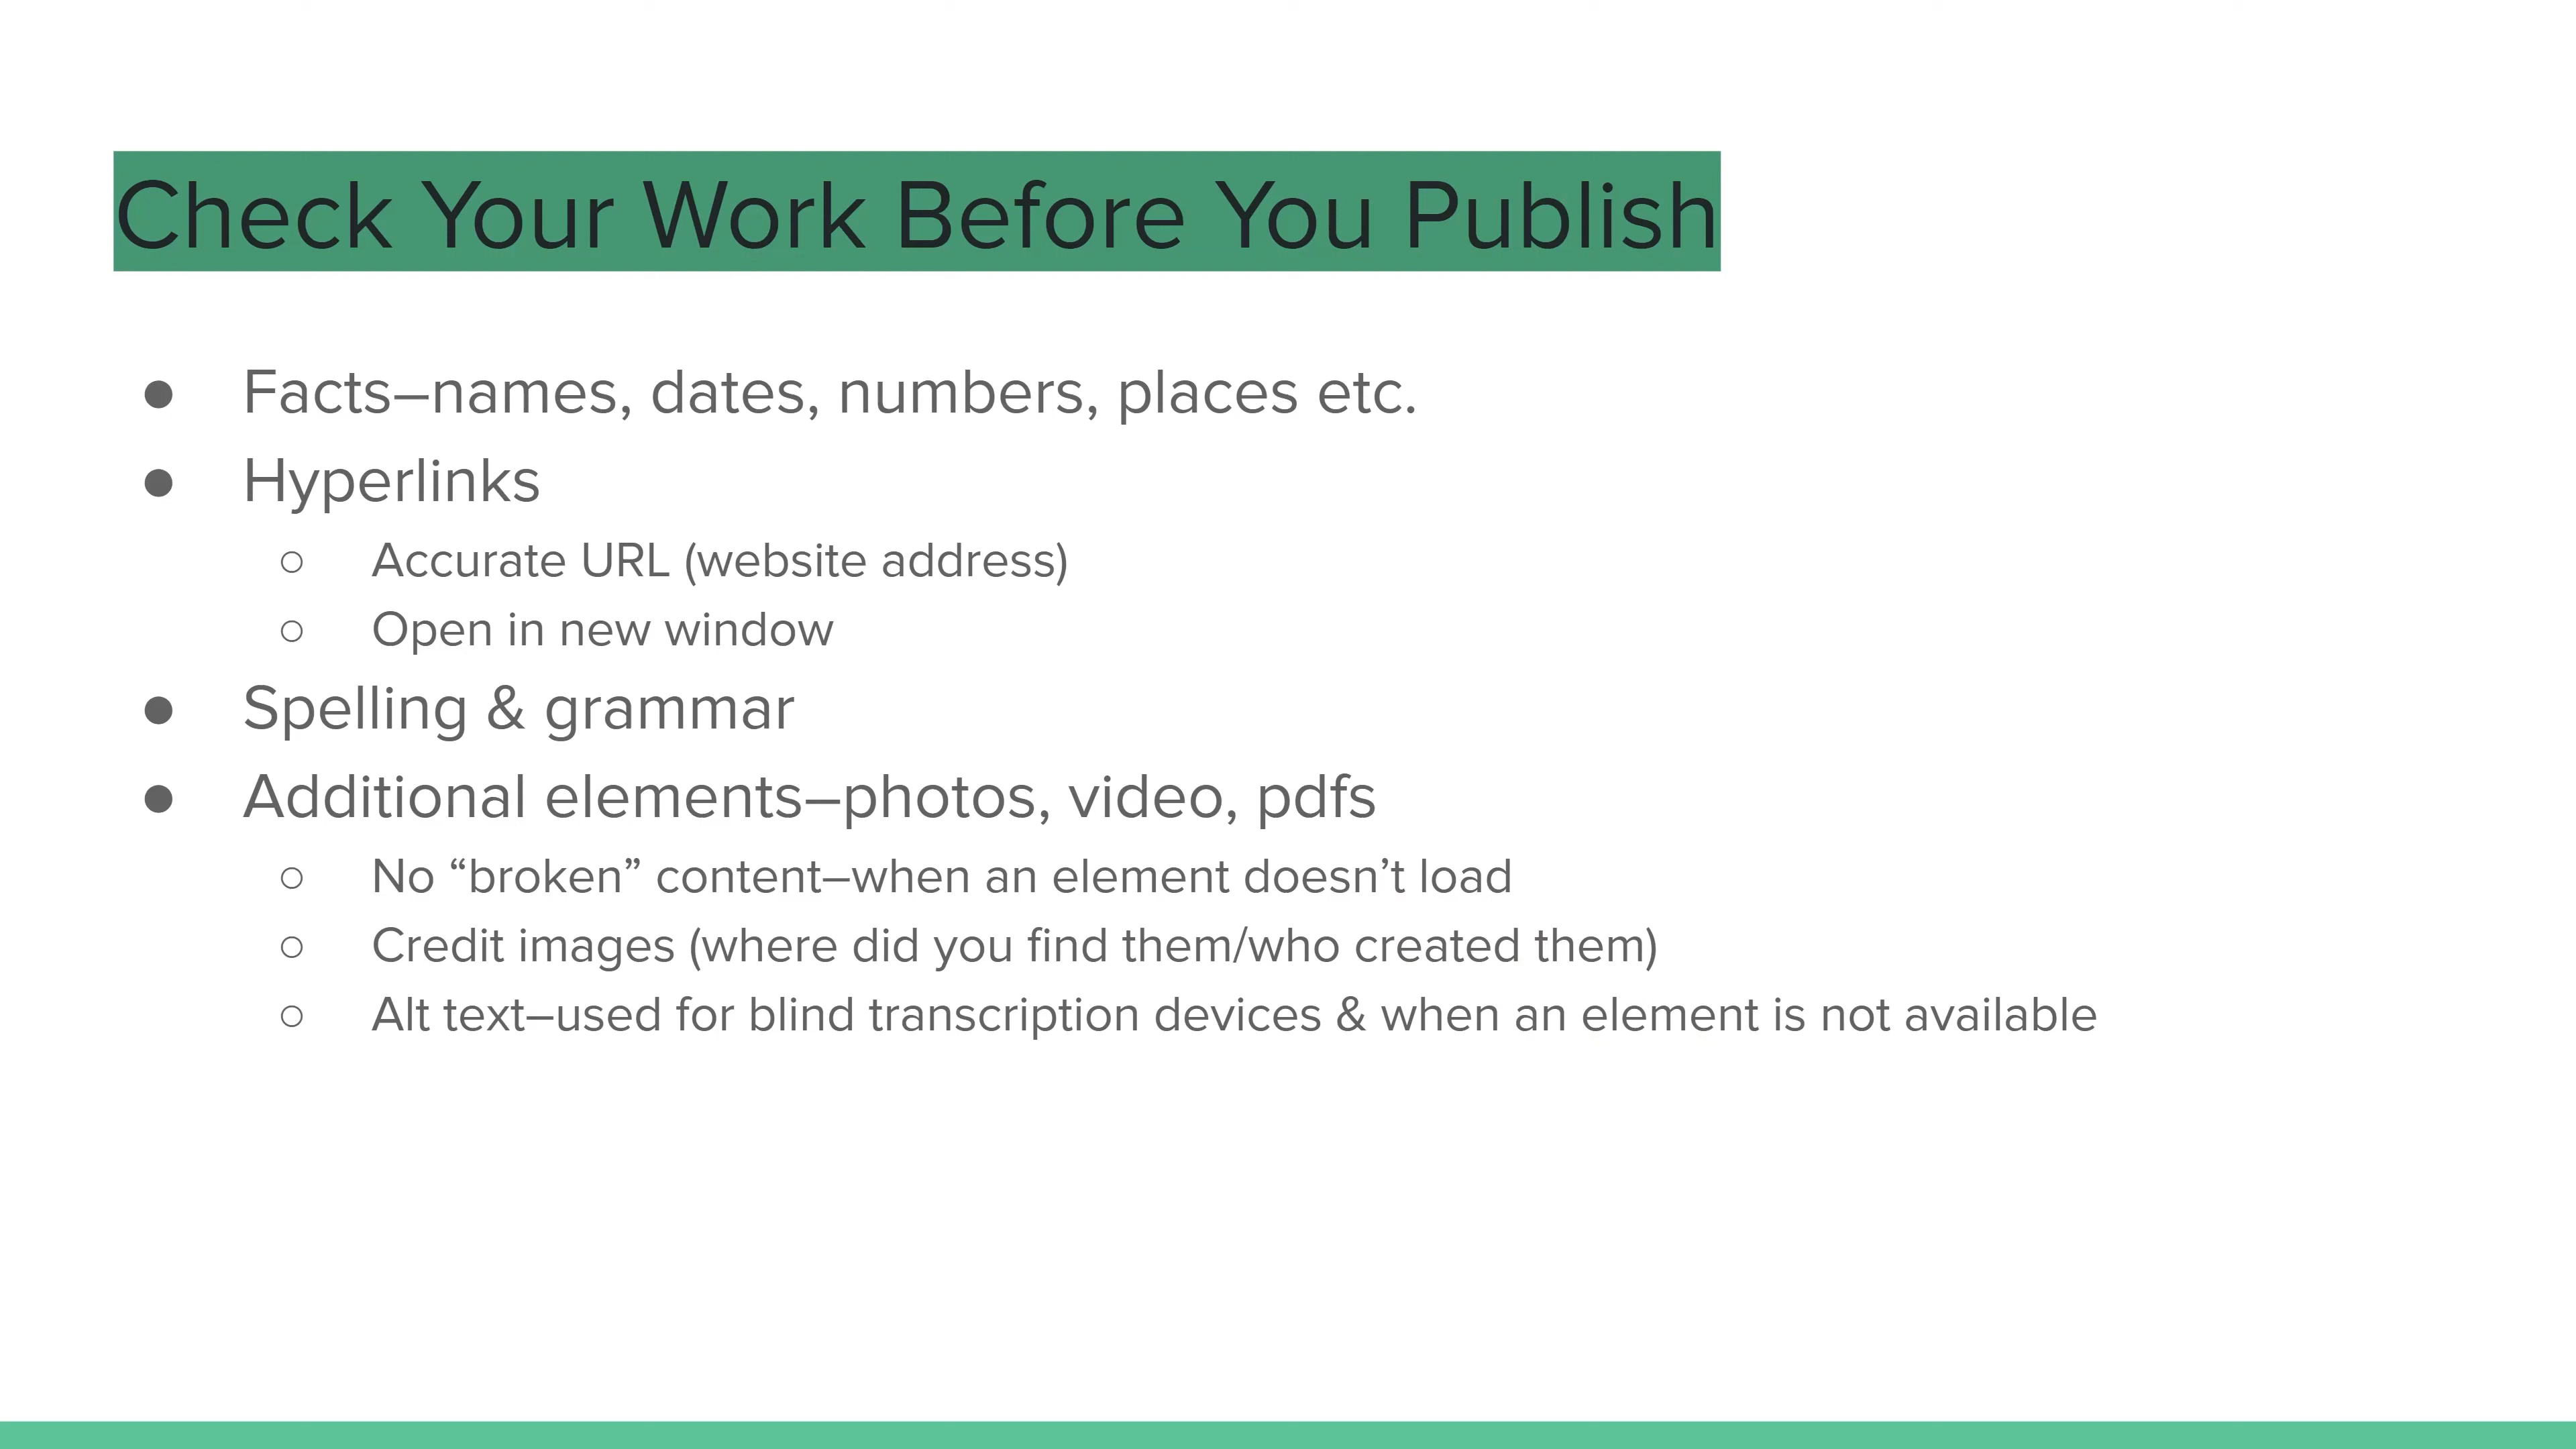 Check Your Work Before You Publish
● Facts–names, dates, numbers, places etc.
● Hyperlinks
○ Accurate URL (website address)
○ Open in new window
● Spelling & grammar
● Additional elements–photos, video, pdfs
○ No “broken” content–when an element doesn’t load
○ Credit images (where did you find them/who created them)
○ Alt text–used for blind transcription devices & when an element is not available